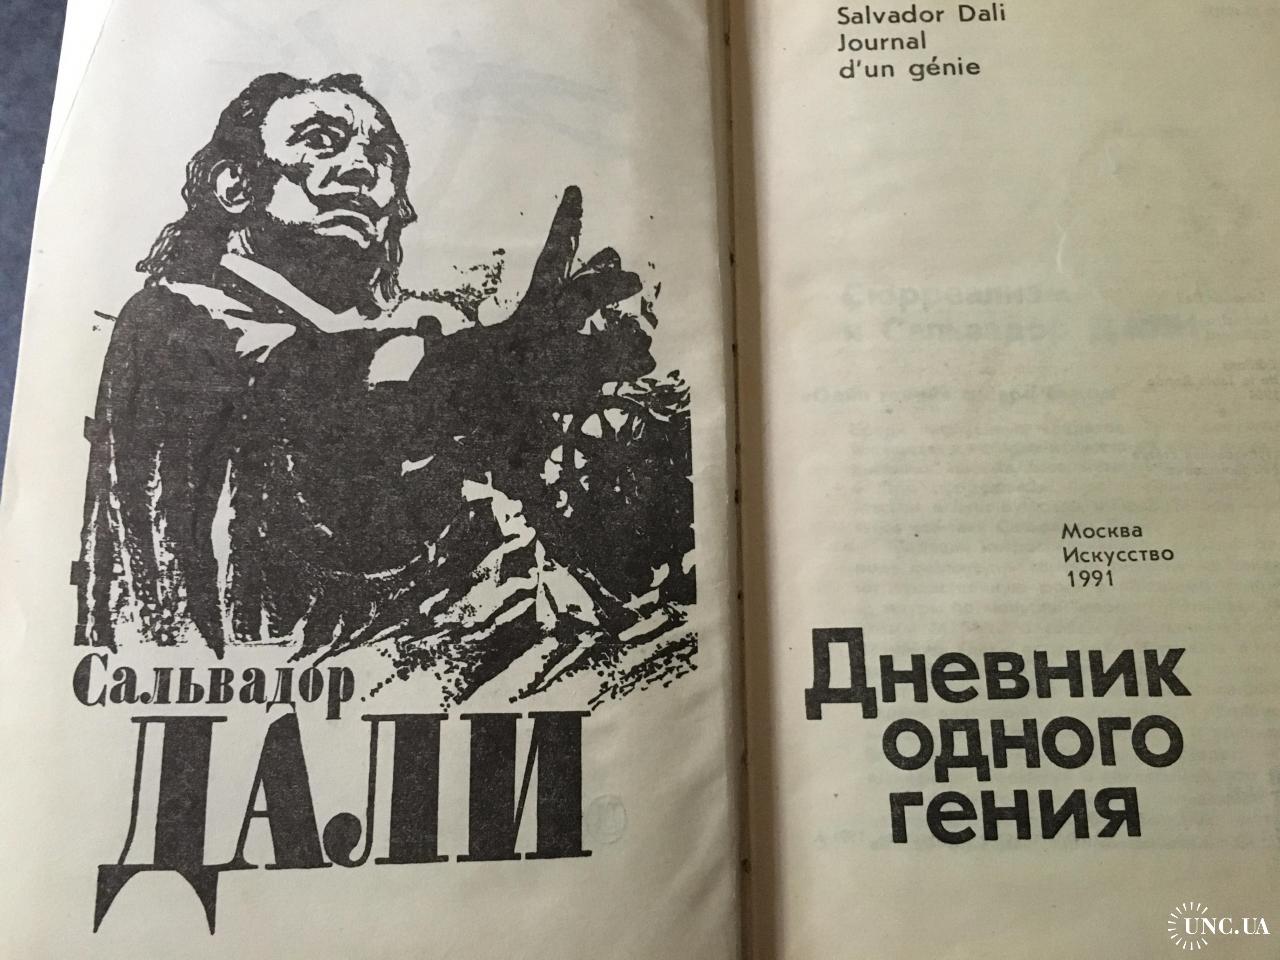 Сальвадор
ДАЛИ
Salvador Dali
Journal
d'un génie
Москва
Искусство
1991
Дневник
одного
гения
UNC.UA